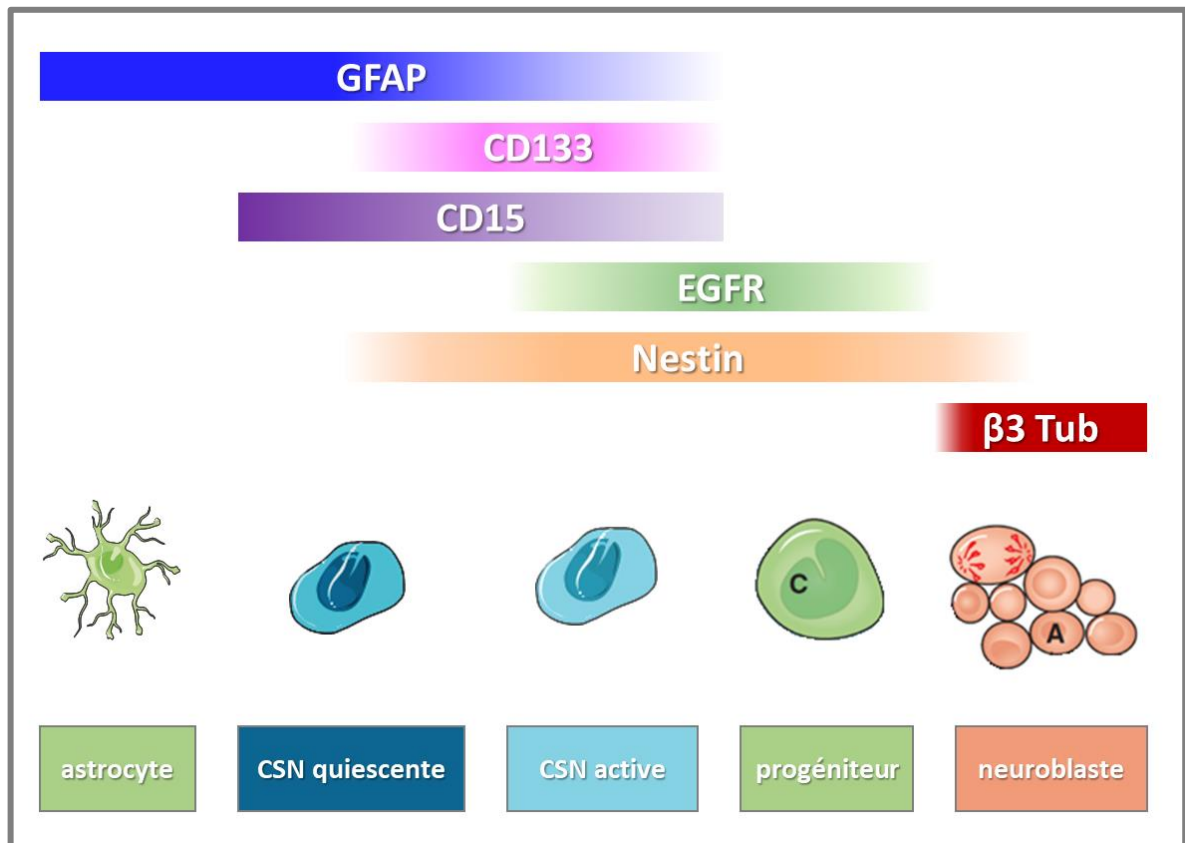 GFAP
CD133
CD15
EGFR
Nestin
β3 Tub
C
A
astrocyte
CSN quiescente
CSN active
progéniteur
neuroblaste